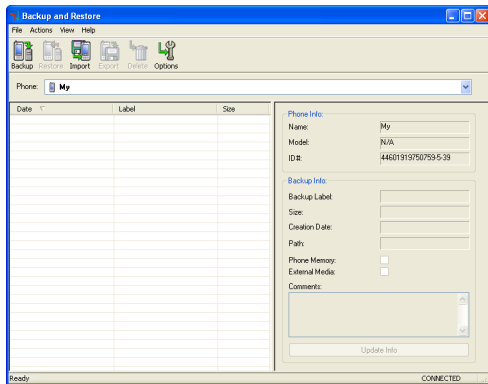 Backup and Restore
File Actions View Help
Backup Restore Import Export Delete Options
Phone: My
Date Label Size
Phone Info:
Name: My
Model: N/A
ID#: 44601919750759-5-39
Backup Info:
Backup Label:
Size:
Creation Date:
Path:
Phone Memory:
External Media:
Comments:
Update Info
Ready CONNECTED